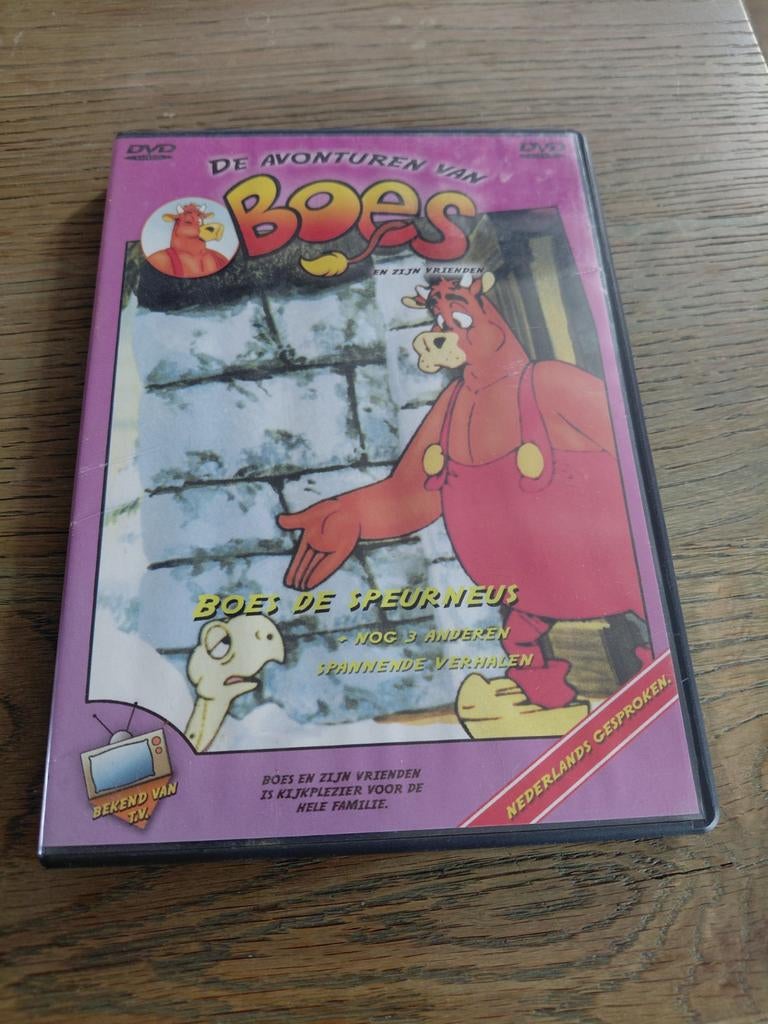 DVD
DVD
DE AVONTUREN VAN
BOES
EN ZIJN VRIENDEN
BOES DE SPEURNEUS
+ NOG 3 ANDEREN
SPANNENDE VERHALEN
NEDERLANDS GESPROKEN.
BEKEND VAN
T.V.
BOES EN ZIJN VRIENDEN
IS KIJKPLEZIER VOOR DE
HELE FAMILIE.